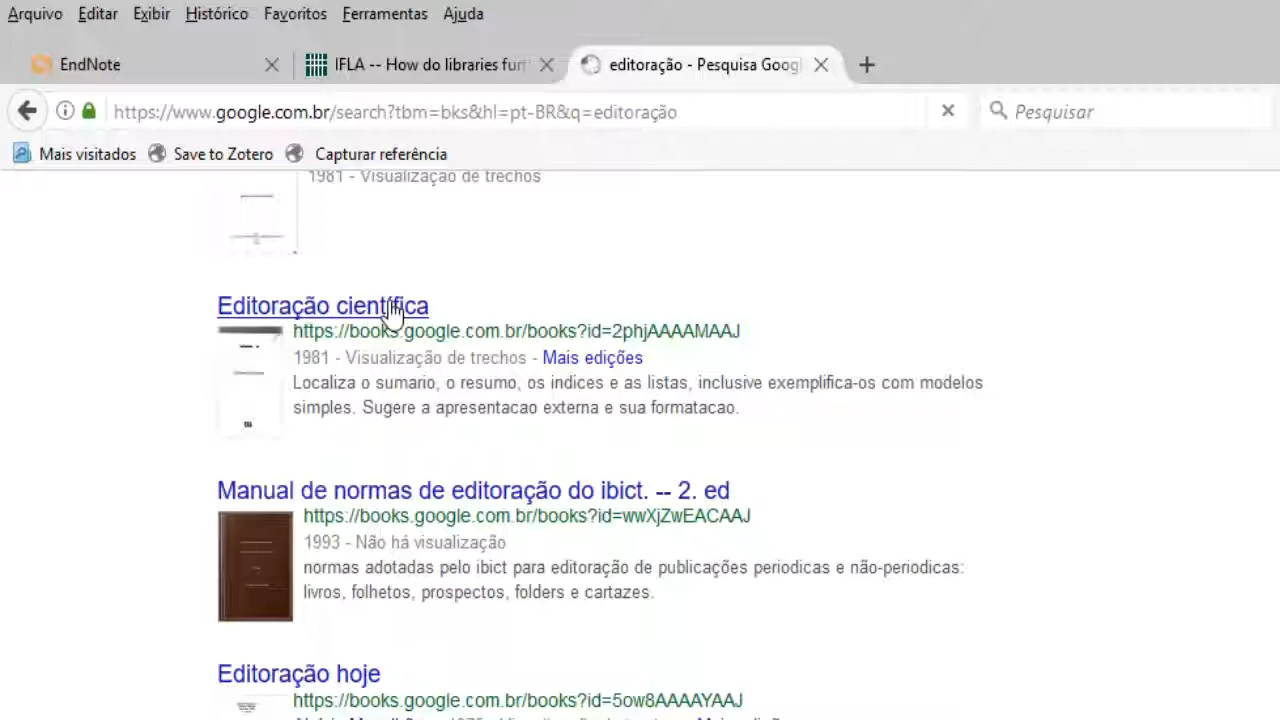 Arquivo Editar Exibir Histórico Favoritos Ferramentas Ajuda
EndNote IFLA -- How do libraries furt editoração - Pesquisa Googl
https://www.google.com.br/search?tbm=bks&hl=pt-BR&q=editoração Pesquisar
Mais visitados Save to Zotero Capturar referência
1981 - Visualização de trechos
Editoração científica
https://books.google.com.br/books?id=2phjAAAAMAAJ
1981 - Visualização de trechos - Mais edições
Localiza o sumario, o resumo, os indices e as listas, inclusive exemplifica-os com modelos
simples. Sugere a apresentacao externa e sua formatacao.
Manual de normas de editoração do ibict. -- 2. ed
https://books.google.com.br/books?id=wwXjZwEACAAJ
1993 - Não há visualização
normas adotadas pelo ibict para editoração de publicações periodicas e não-periodicas:
livros, folhetos, prospectos, folders e cartazes.
Editoração hoje
https://books.google.com.br/books?id=5ow8AAAAYAAJ